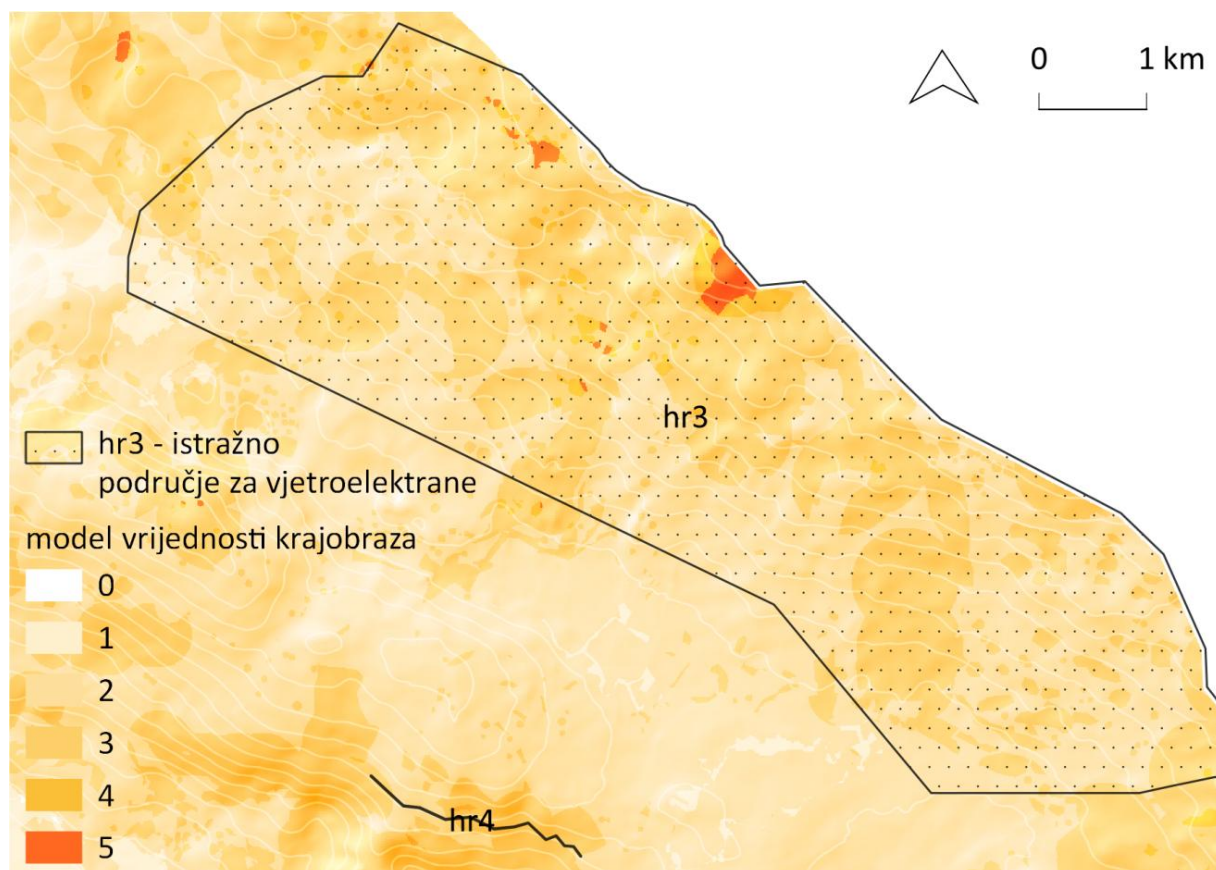 0 1 km
hr3
hr3 - istražno
područje za vjetroelektrane
model vrijednosti krajobraza
0
1
2
3
4
5
hr4